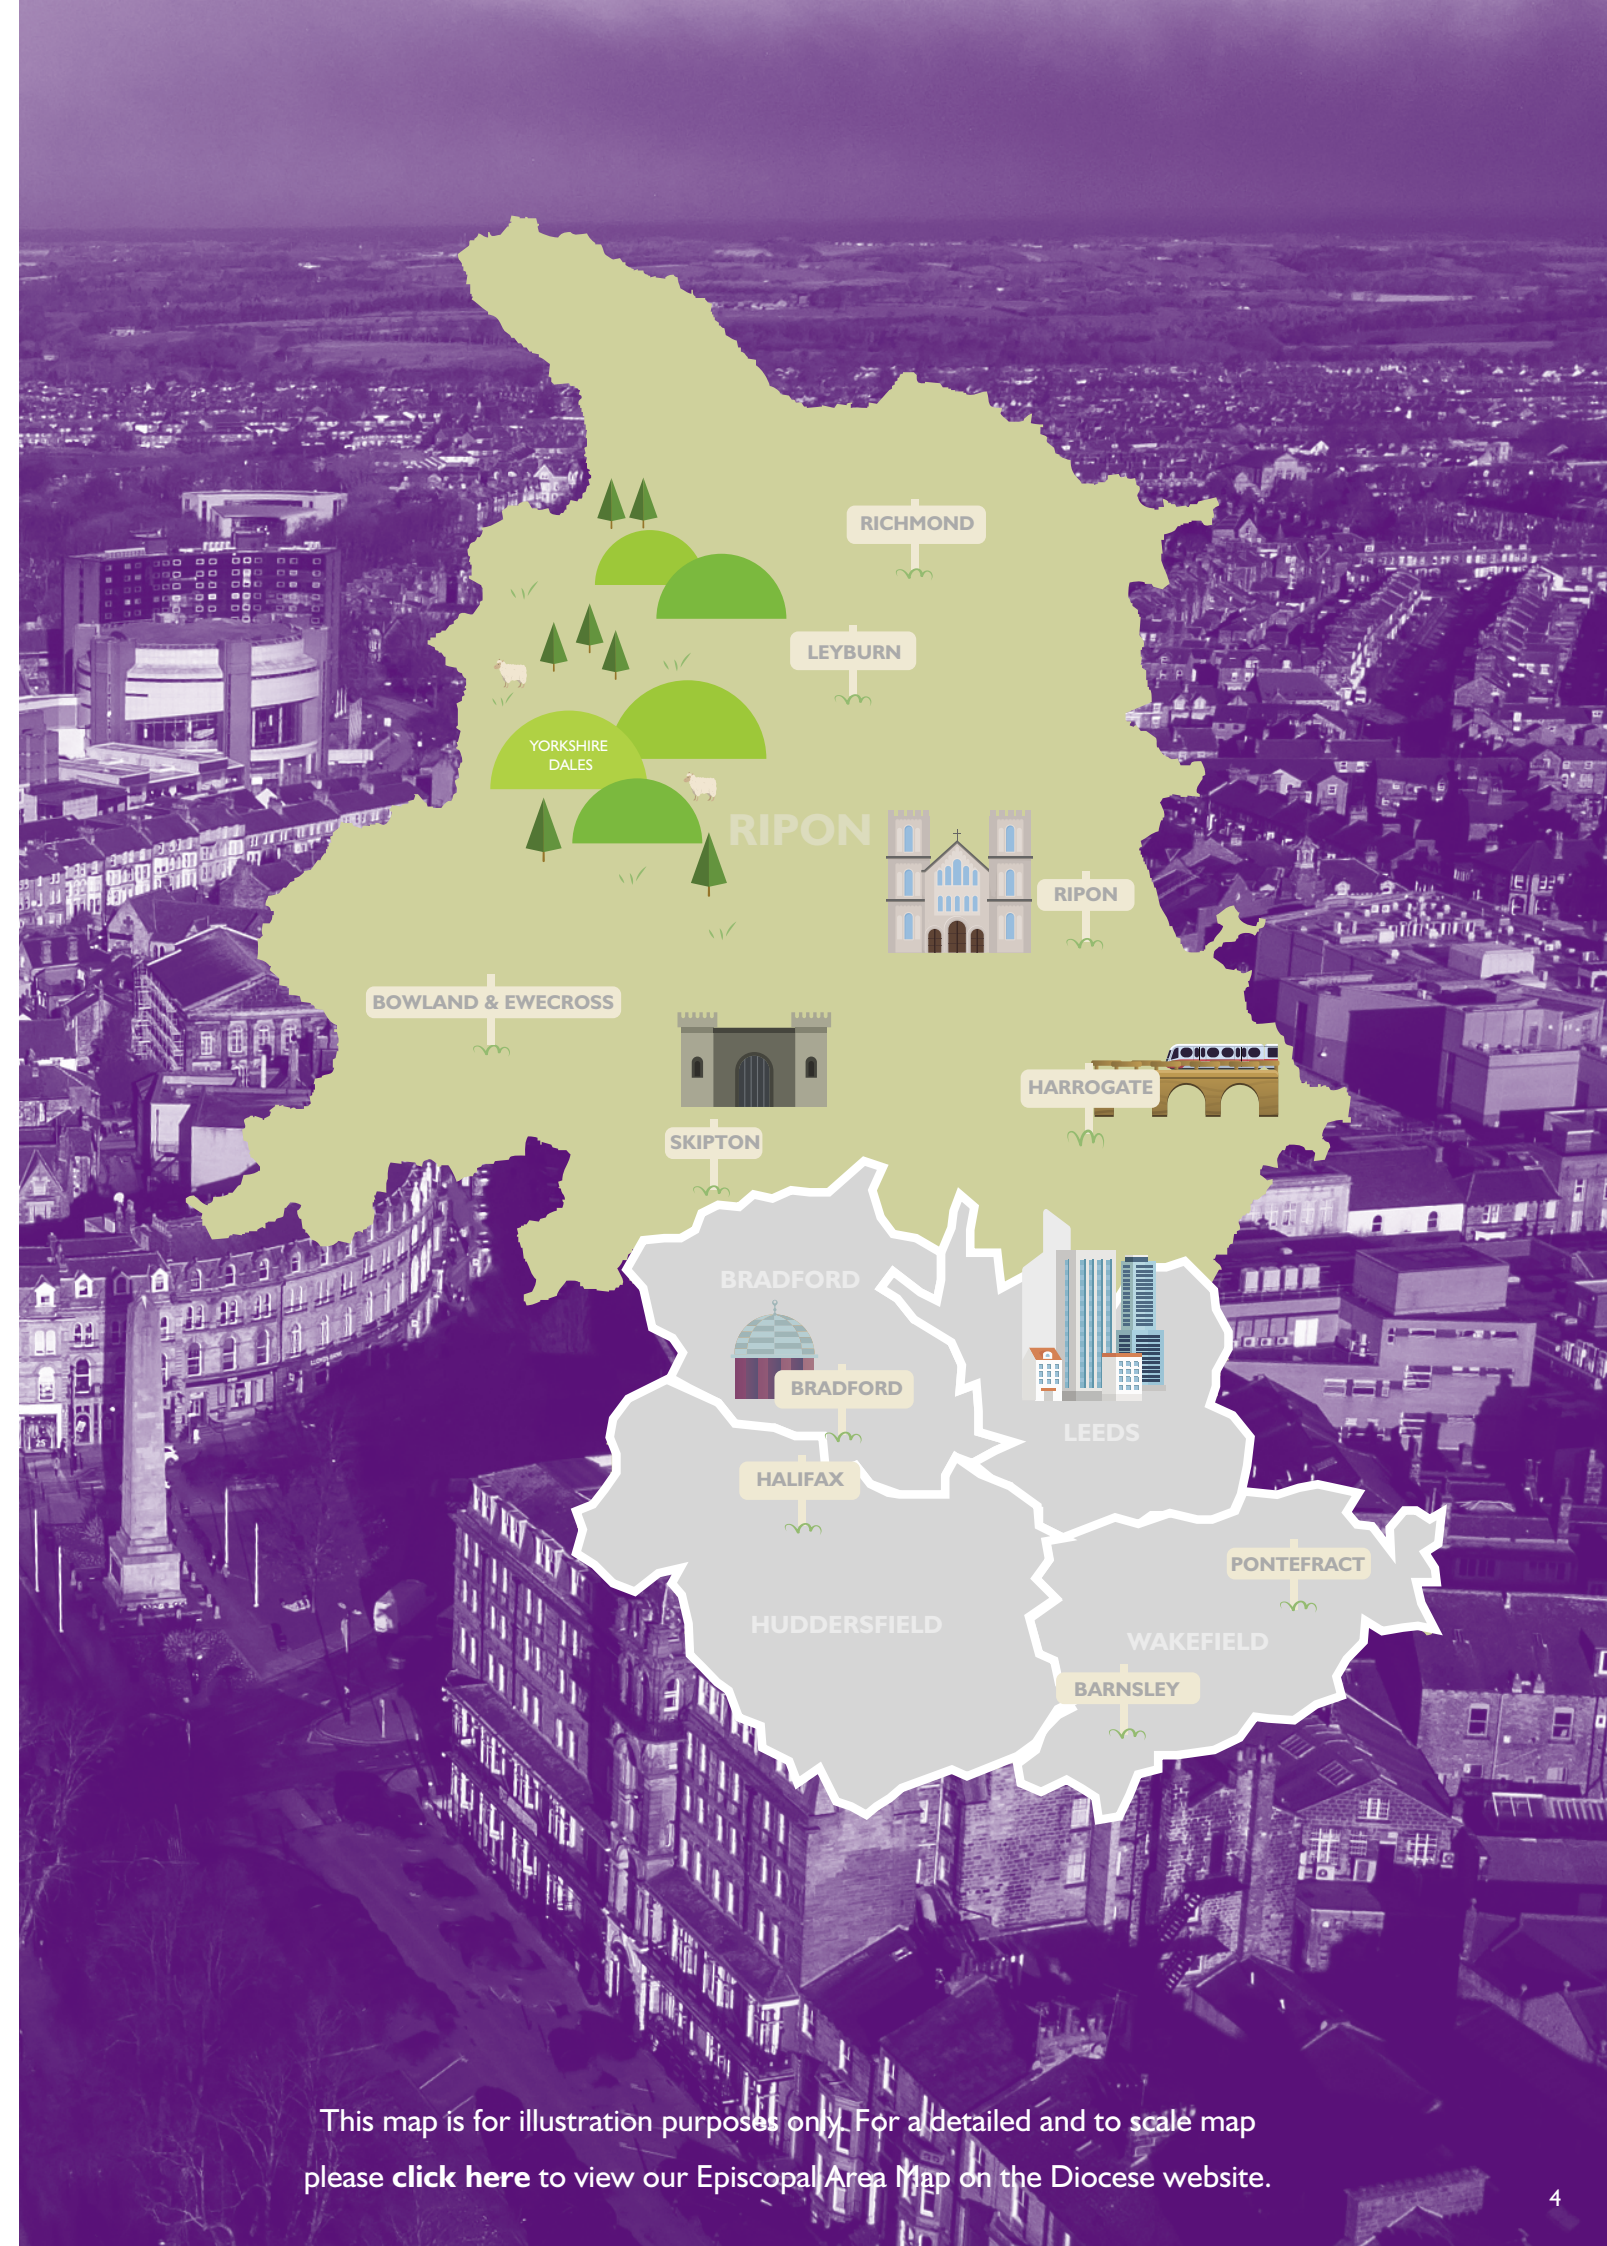 RICHMOND
LEYBURN
YORKSHIRE
DALES
RIPON
RIPON
BOWLAND & EWECROSS
HARROGATE
SKIPTON
BRADFORD
BRADFORD
LEEDS
HALIFAX
PONTEFRACT
HUDDERSFIELD
WAKEFIELD
BARNSLEY
This map is for illustration purposes only. For a detailed and to scale map
please click here to view our Episcopal Area Map on the Diocese website.
4